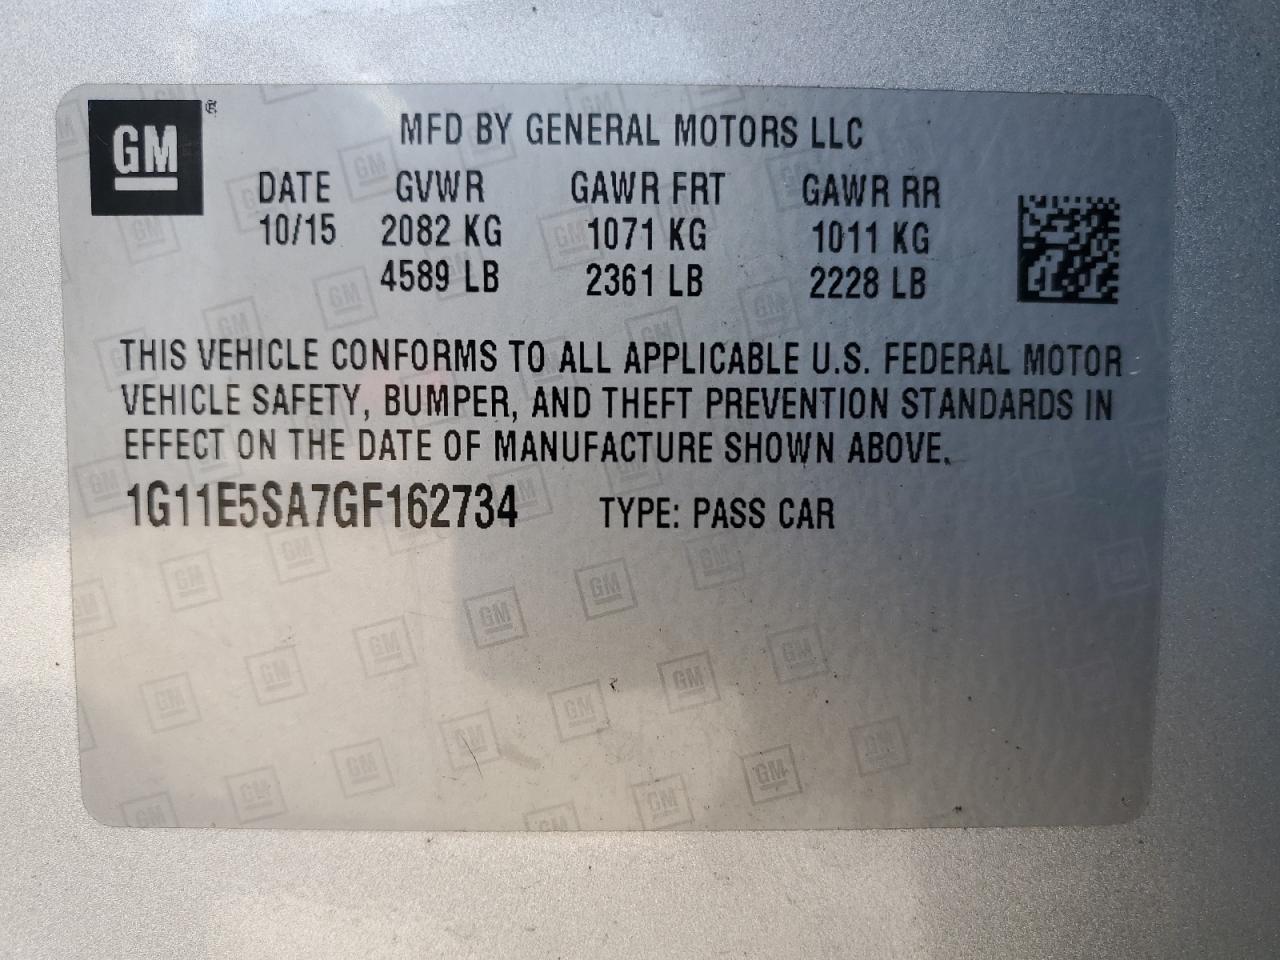 GM
MFD BY GENERAL MOTORS LLC
DATE GVWR GAWR FRT GAWR RR
10/15 2082 KG 1071 KG 1011 KG
4589 LB 2361 LB 2228 LB
THIS VEHICLE CONFORMS TO ALL APPLICABLE U.S. FEDERAL MOTOR
VEHICLE SAFETY, BUMPER, AND THEFT PREVENTION STANDARDS IN
EFFECT ON THE DATE OF MANUFACTURE SHOWN ABOVE.
1G11E5SA7GF162734 TYPE: PASS CAR